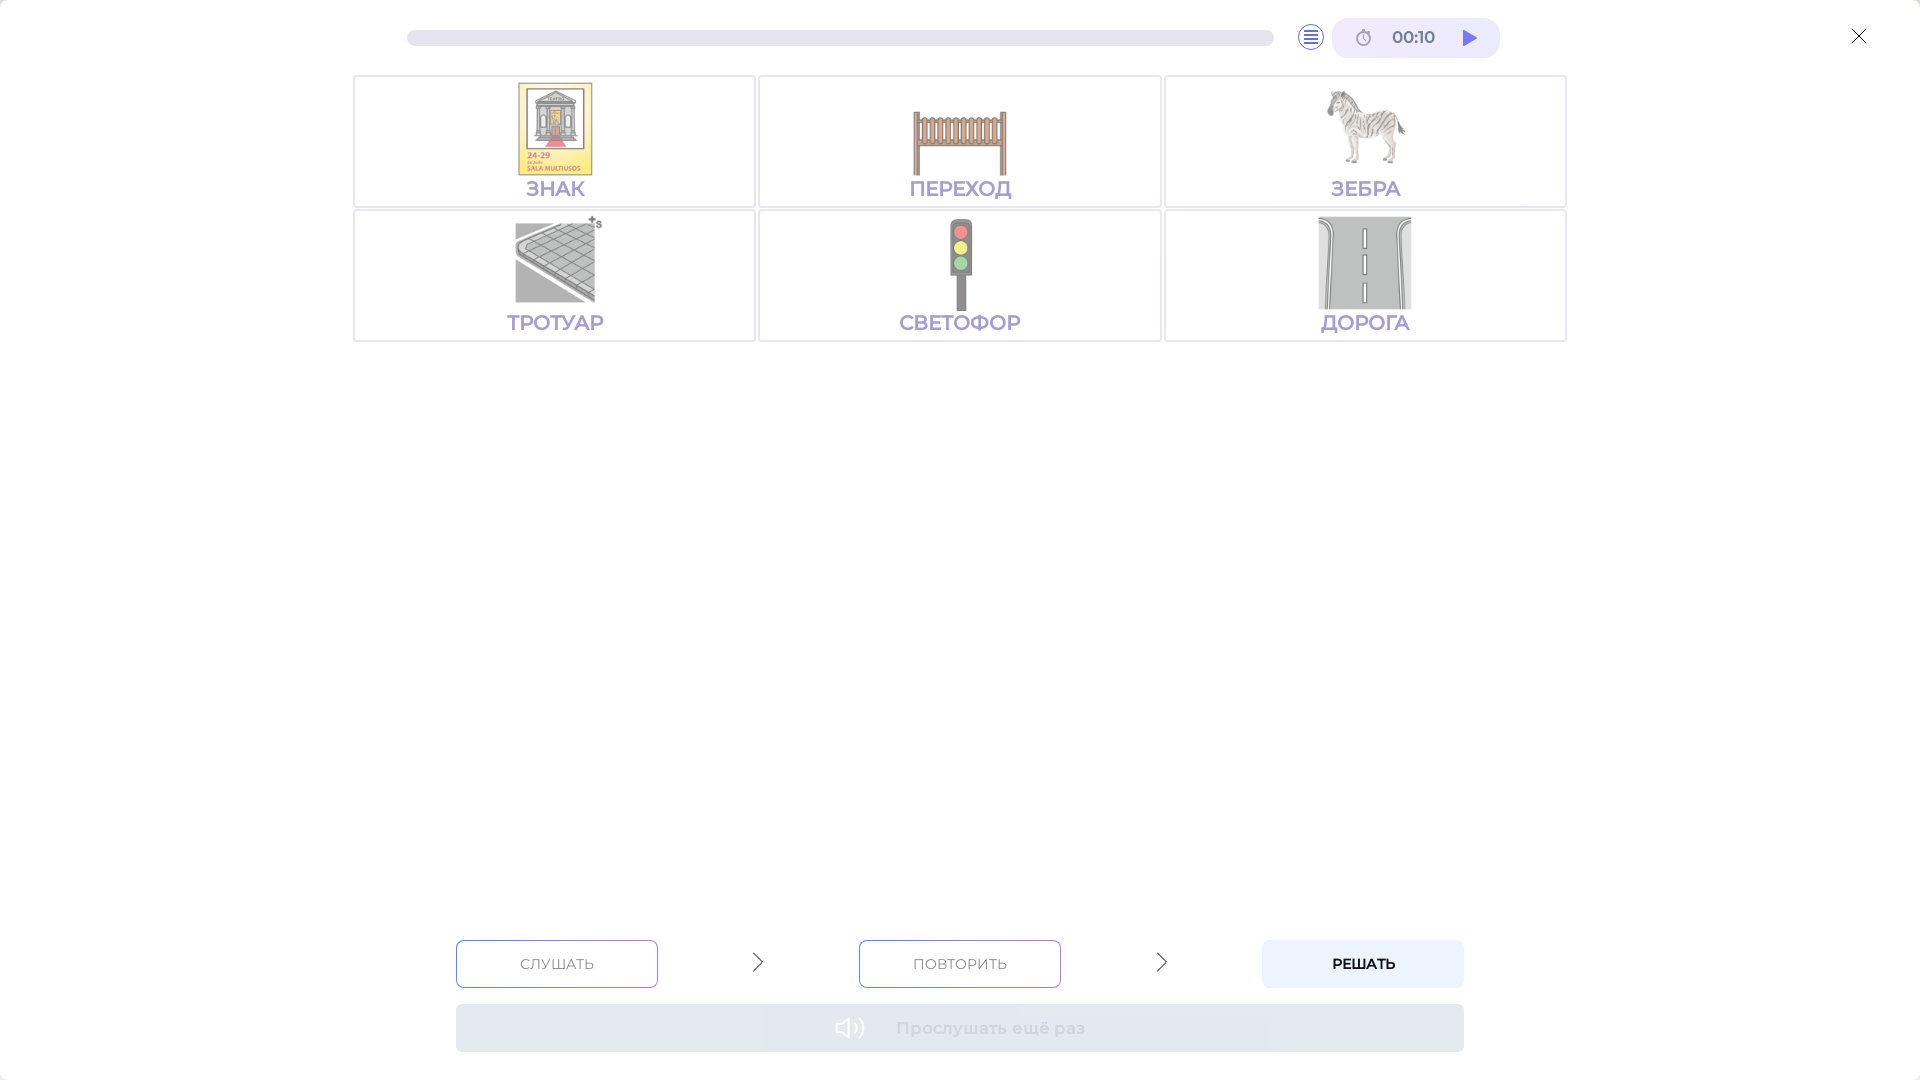 00:10
24-29
de Julio
SALA MULTIUSOS
ЗНАК
ПЕРЕХОД
ЗЕБРА
+s
ТРОТУАР
СВЕТОФОР
ДОРОГА
СЛУШАТЬ
ПОВТОРИТЬ
РЕШАТЬ
Прослушать ещё раз